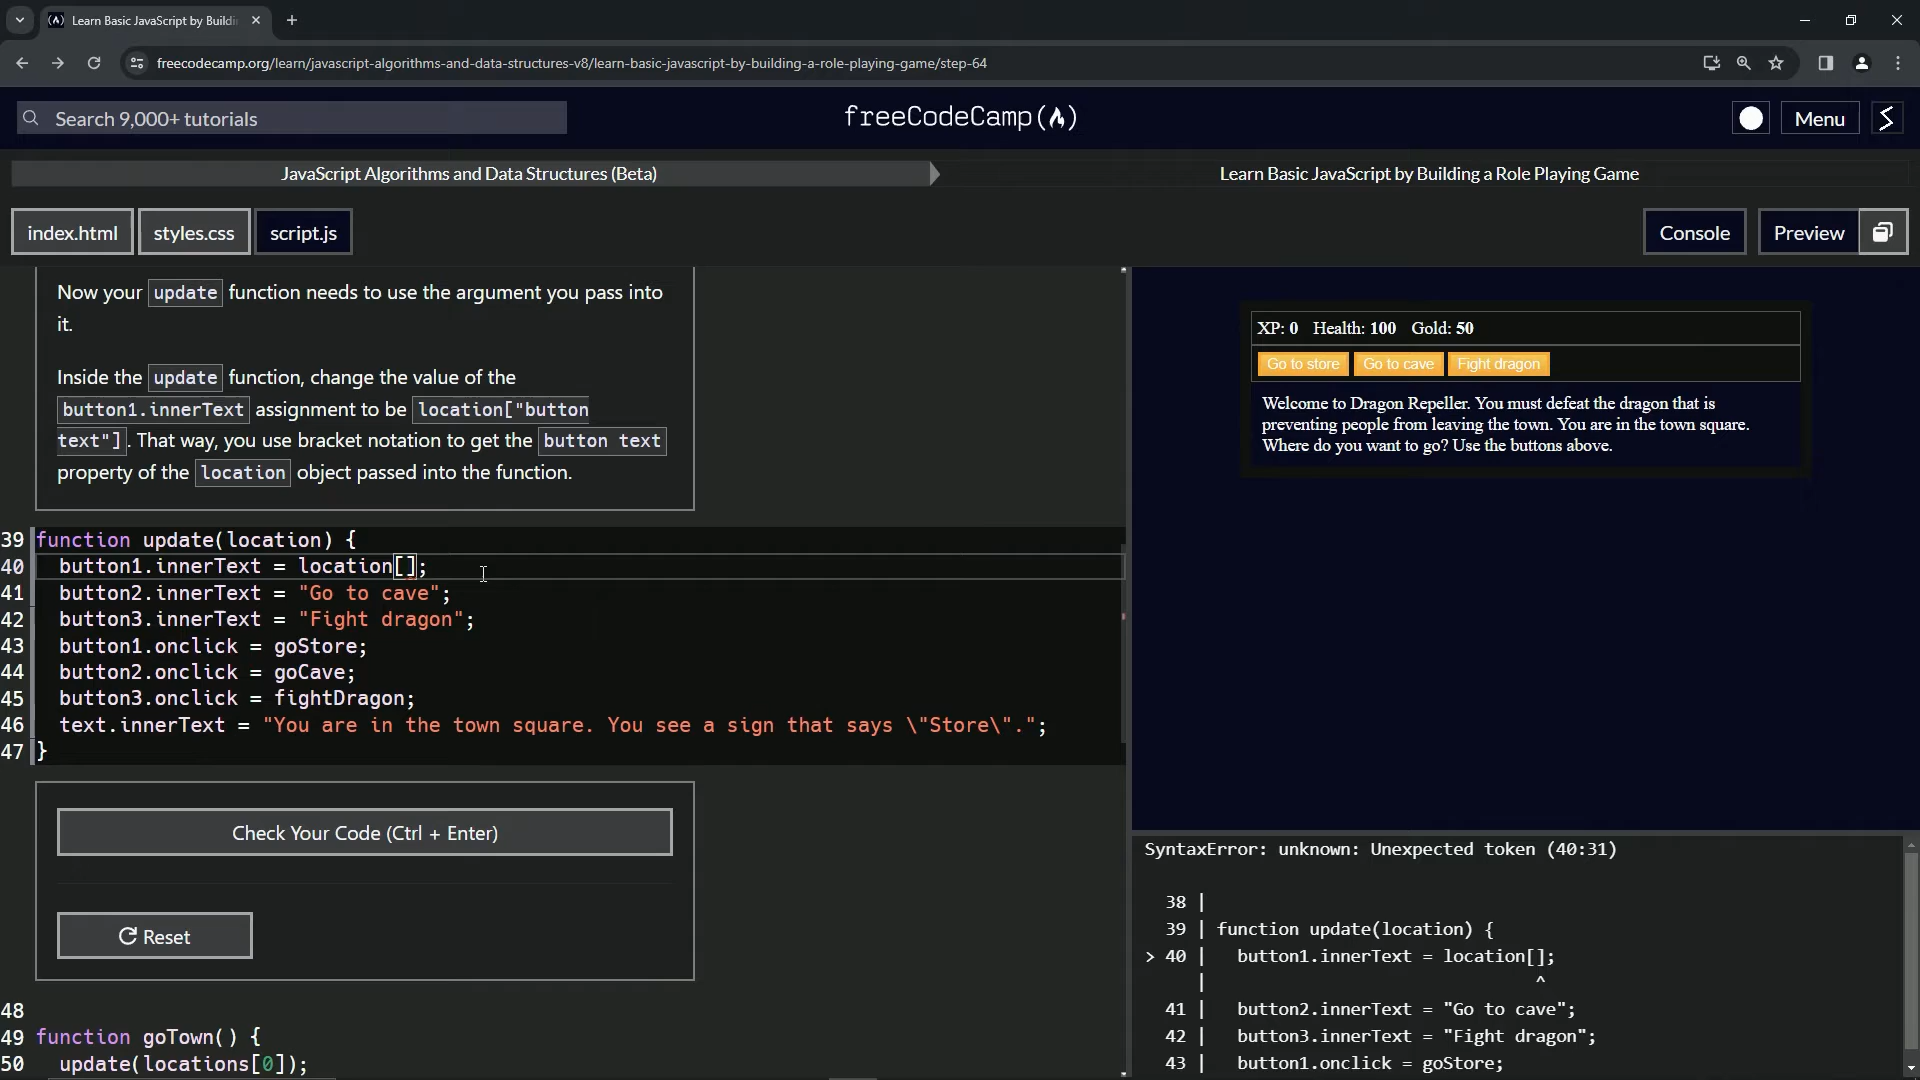 Learn Basic JavaScript by Buildi
freecodecamp.org/learn/javascript-algorithms-and-data-structures-v8/learn-basic-javascript-by-building-a-role-playing-game/step-64
Search 9,000+ tutorials
freeCodeCamp
Menu
JavaScript Algorithms and Data Structures (Beta)
Learn Basic JavaScript by Building a Role Playing Game
index.html
styles.css
script.js
Console
Preview
Now your update function needs to use the argument you pass into
it.
Inside the update function, change the value of the
button1.innerText assignment to be location["button
text"]. That way, you use bracket notation to get the button text
property of the location object passed into the function.
39 function update(location) {
40 button1.innerText = location[];
41 button2.innerText = "Go to cave";
42 button3.innerText = "Fight dragon";
43 button1.onclick = goStore;
44 button2.onclick = goCave;
45 button3.onclick = fightDragon;
46 text.innerText = "You are in the town square. You see a sign that says \"Store\".";
47 }
Check Your Code (Ctrl + Enter)
Reset
48
49 function goTown() {
50 update(locations[0]);
XP: 0 Health: 100 Gold: 50
Go to store
Go to cave
Fight dragon
Welcome to Dragon Repeller. You must defeat the dragon that is
preventing people from leaving the town. You are in the town square.
Where do you want to go? Use the buttons above.
SyntaxError: unknown: Unexpected token (40:31)
38 |
39 | function update(location) {
> 40 | button1.innerText = location[];
| ^
41 | button2.innerText = "Go to cave";
42 | button3.innerText = "Fight dragon";
43 | button1.onclick = goStore;